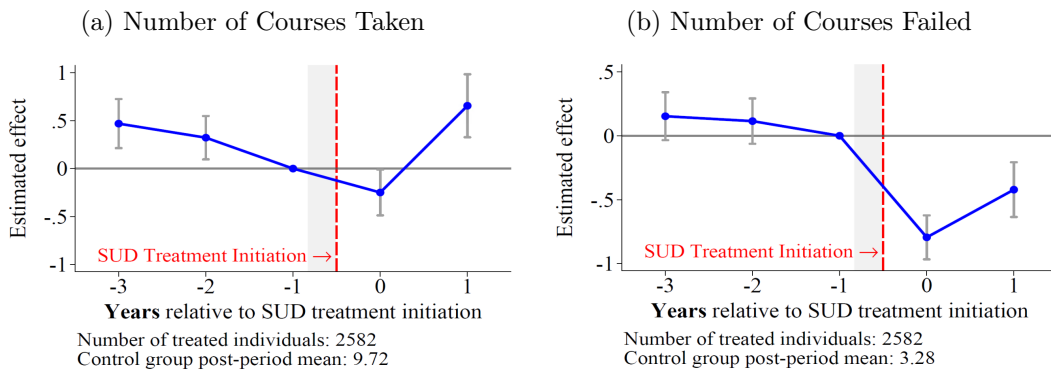 (a) Number of Courses Taken
Estimated effect
1
.5
0
-.5
-1
SUD Treatment Initiation →
-3 -2 -1 0 1
Years relative to SUD treatment initiation
Number of treated individuals: 2582
Control group post-period mean: 9.72
(b) Number of Courses Failed
Estimated effect
.5
0
-.5
-1
SUD Treatment Initiation →
-3 -2 -1 0 1
Years relative to SUD treatment initiation
Number of treated individuals: 2582
Control group post-period mean: 3.28